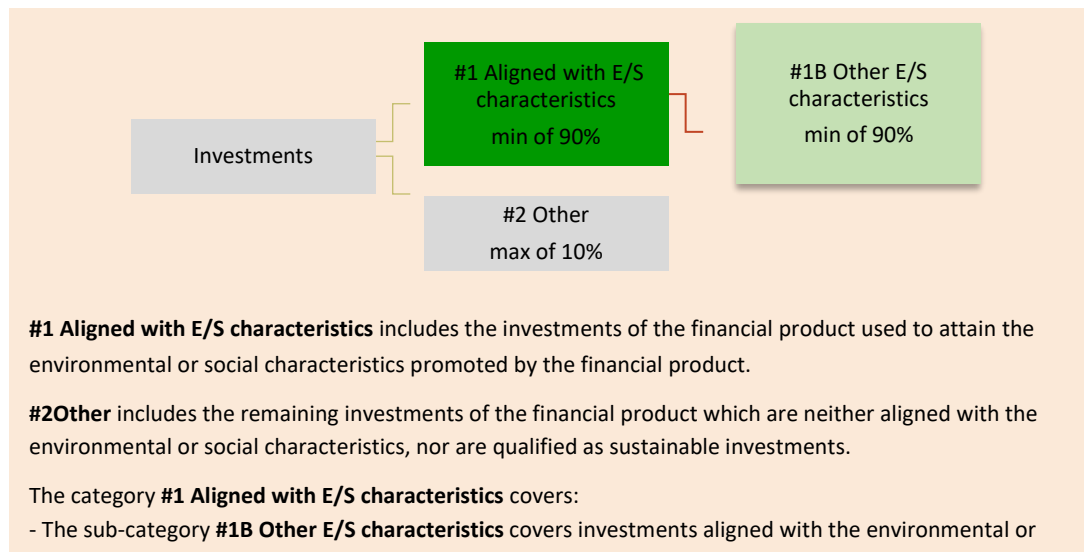 #1 Aligned with E/S
characteristics
min of 90%
#1B Other E/S
characteristics
min of 90%
Investments
#2 Other
max of 10%
#1 Aligned with E/S characteristics includes the investments of the financial product used to attain the
environmental or social characteristics promoted by the financial product.
#2Other includes the remaining investments of the financial product which are neither aligned with the
environmental or social characteristics, nor are qualified as sustainable investments.
The category #1 Aligned with E/S characteristics covers:
- The sub-category #1B Other E/S characteristics covers investments aligned with the environmental or